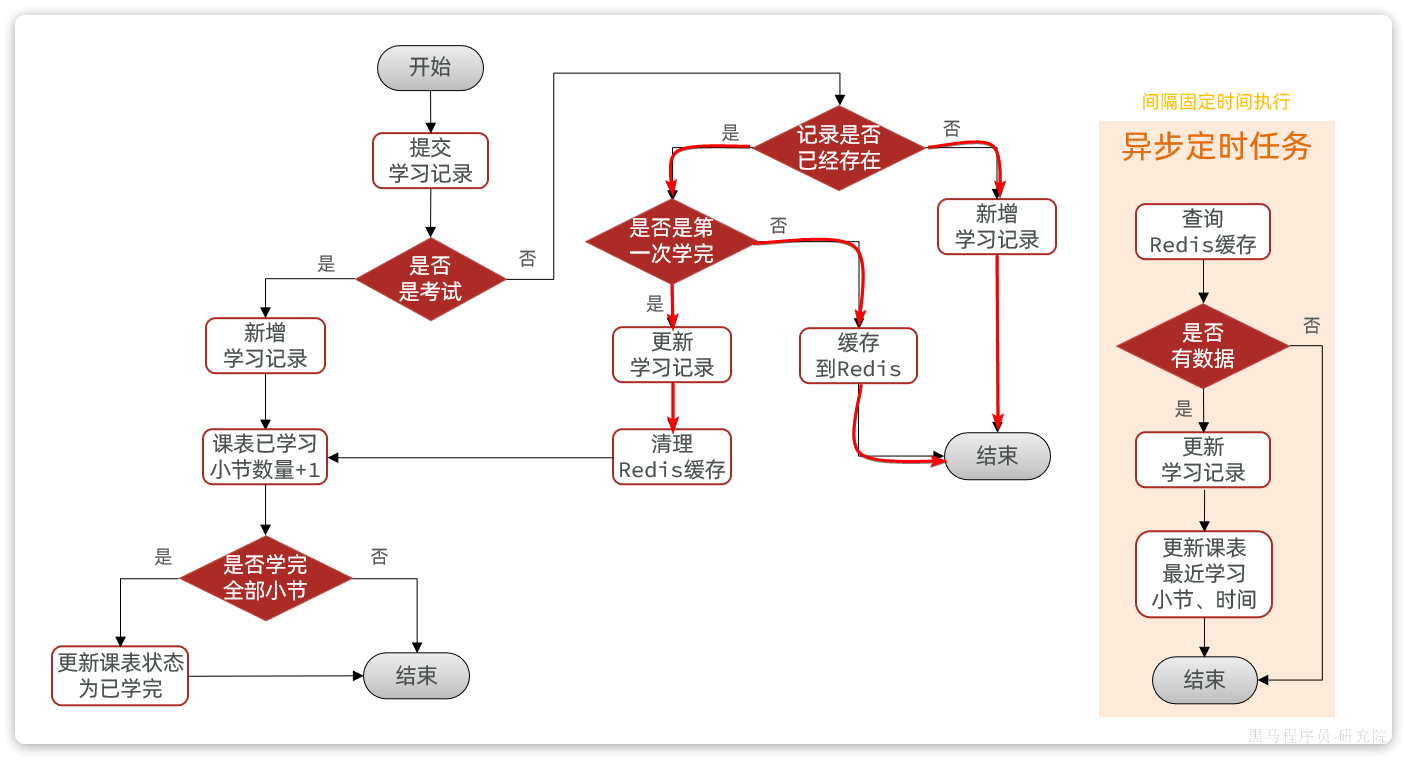 开始
提交
学习记录
是否
是考试
是
否
新增
学习记录
课表已学习
小节数量+1
是否学完
全部小节
是
否
更新课表状态
为已学完
结束
记录是否
已经存在
是
否
是否是第
一次学完
是
否
更新
学习记录
清理
Redis缓存
缓存
到Redis
新增
学习记录
结束
间隔固定时间执行
异步定时任务
查询
Redis缓存
是否
有数据
是
否
更新
学习记录
更新课表
最近学习
小节、时间
结束
黑马程序员-研究院